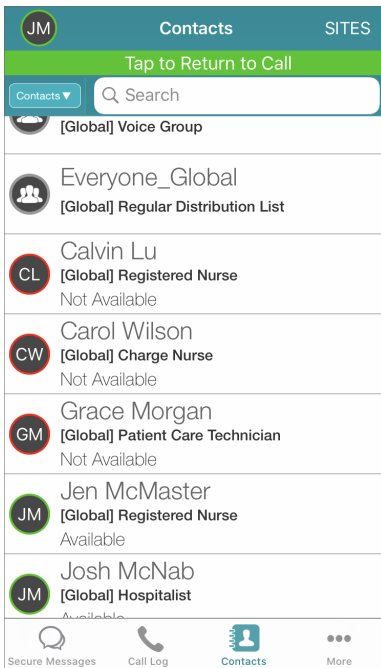 JM
Contacts
SITES
Tap to Return to Call
Contacts ▼
Search
[Global] Voice Group
Everyone_Global
[Global] Regular Distribution List
CL
Calvin Lu
[Global] Registered Nurse
Not Available
CW
Carol Wilson
[Global] Charge Nurse
Not Available
GM
Grace Morgan
[Global] Patient Care Technician
Not Available
JM
Jen McMaster
[Global] Registered Nurse
Available
JM
Josh McNab
[Global] Hospitalist
Available
Secure Messages
Call Log
Contacts
More